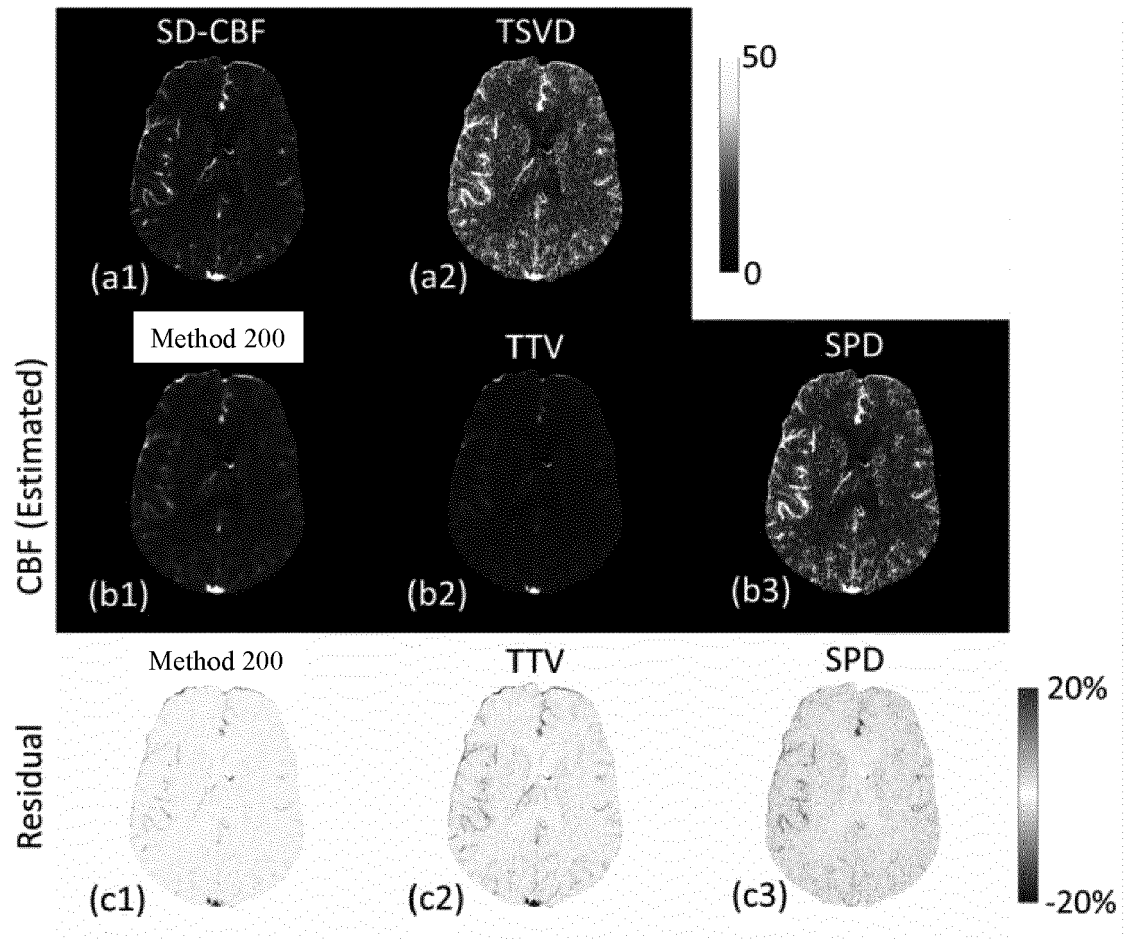 SD-CBF TSVD
50
0
(a1) (a2)
Method 200 TTV SPD
CBF (Estimated)
(b1) (b2) (b3)
Method 200 TTV SPD
20%
Residual
-20%
(c1) (c2) (c3)